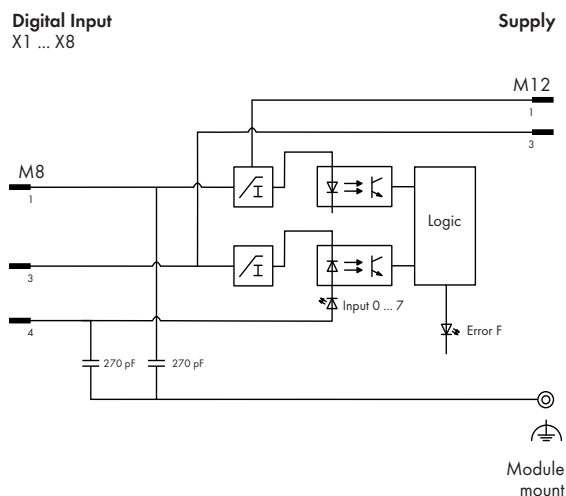 Digital Input
X1 ... X8
Supply
M12
1
3
M8
1
I
Logic
3
I
4
Input 0 ... 7
Error F
270 pF
270 pF
Module
mount